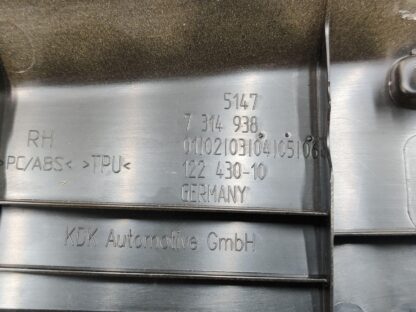 5147
7 314 938
RH
01|02|03|04|05|06|
>PC/ABS< >TPU<
122 430-10
GERMANY
KDK Automotive GmbH